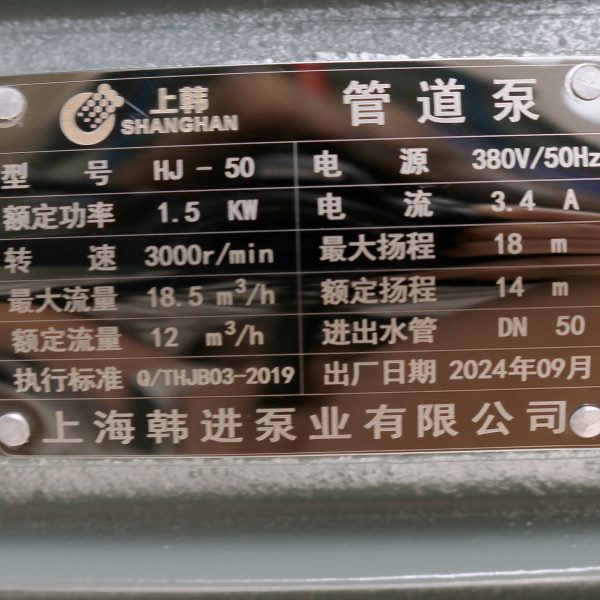 上韩 管道泵
SHANGHAN
型号 HJ-50 电源 380V/50Hz
额定功率 1.5 KW 电流 3.4 A
转速 3000r/min 最大扬程 18 m
最大流量 18.5 m³/h 额定扬程 14 m
额定流量 12 m³/h 进出水管 DN 50
执行标准 Q/THJB03-2019 出厂日期 2024年09月
上海韩进泵业有限公司